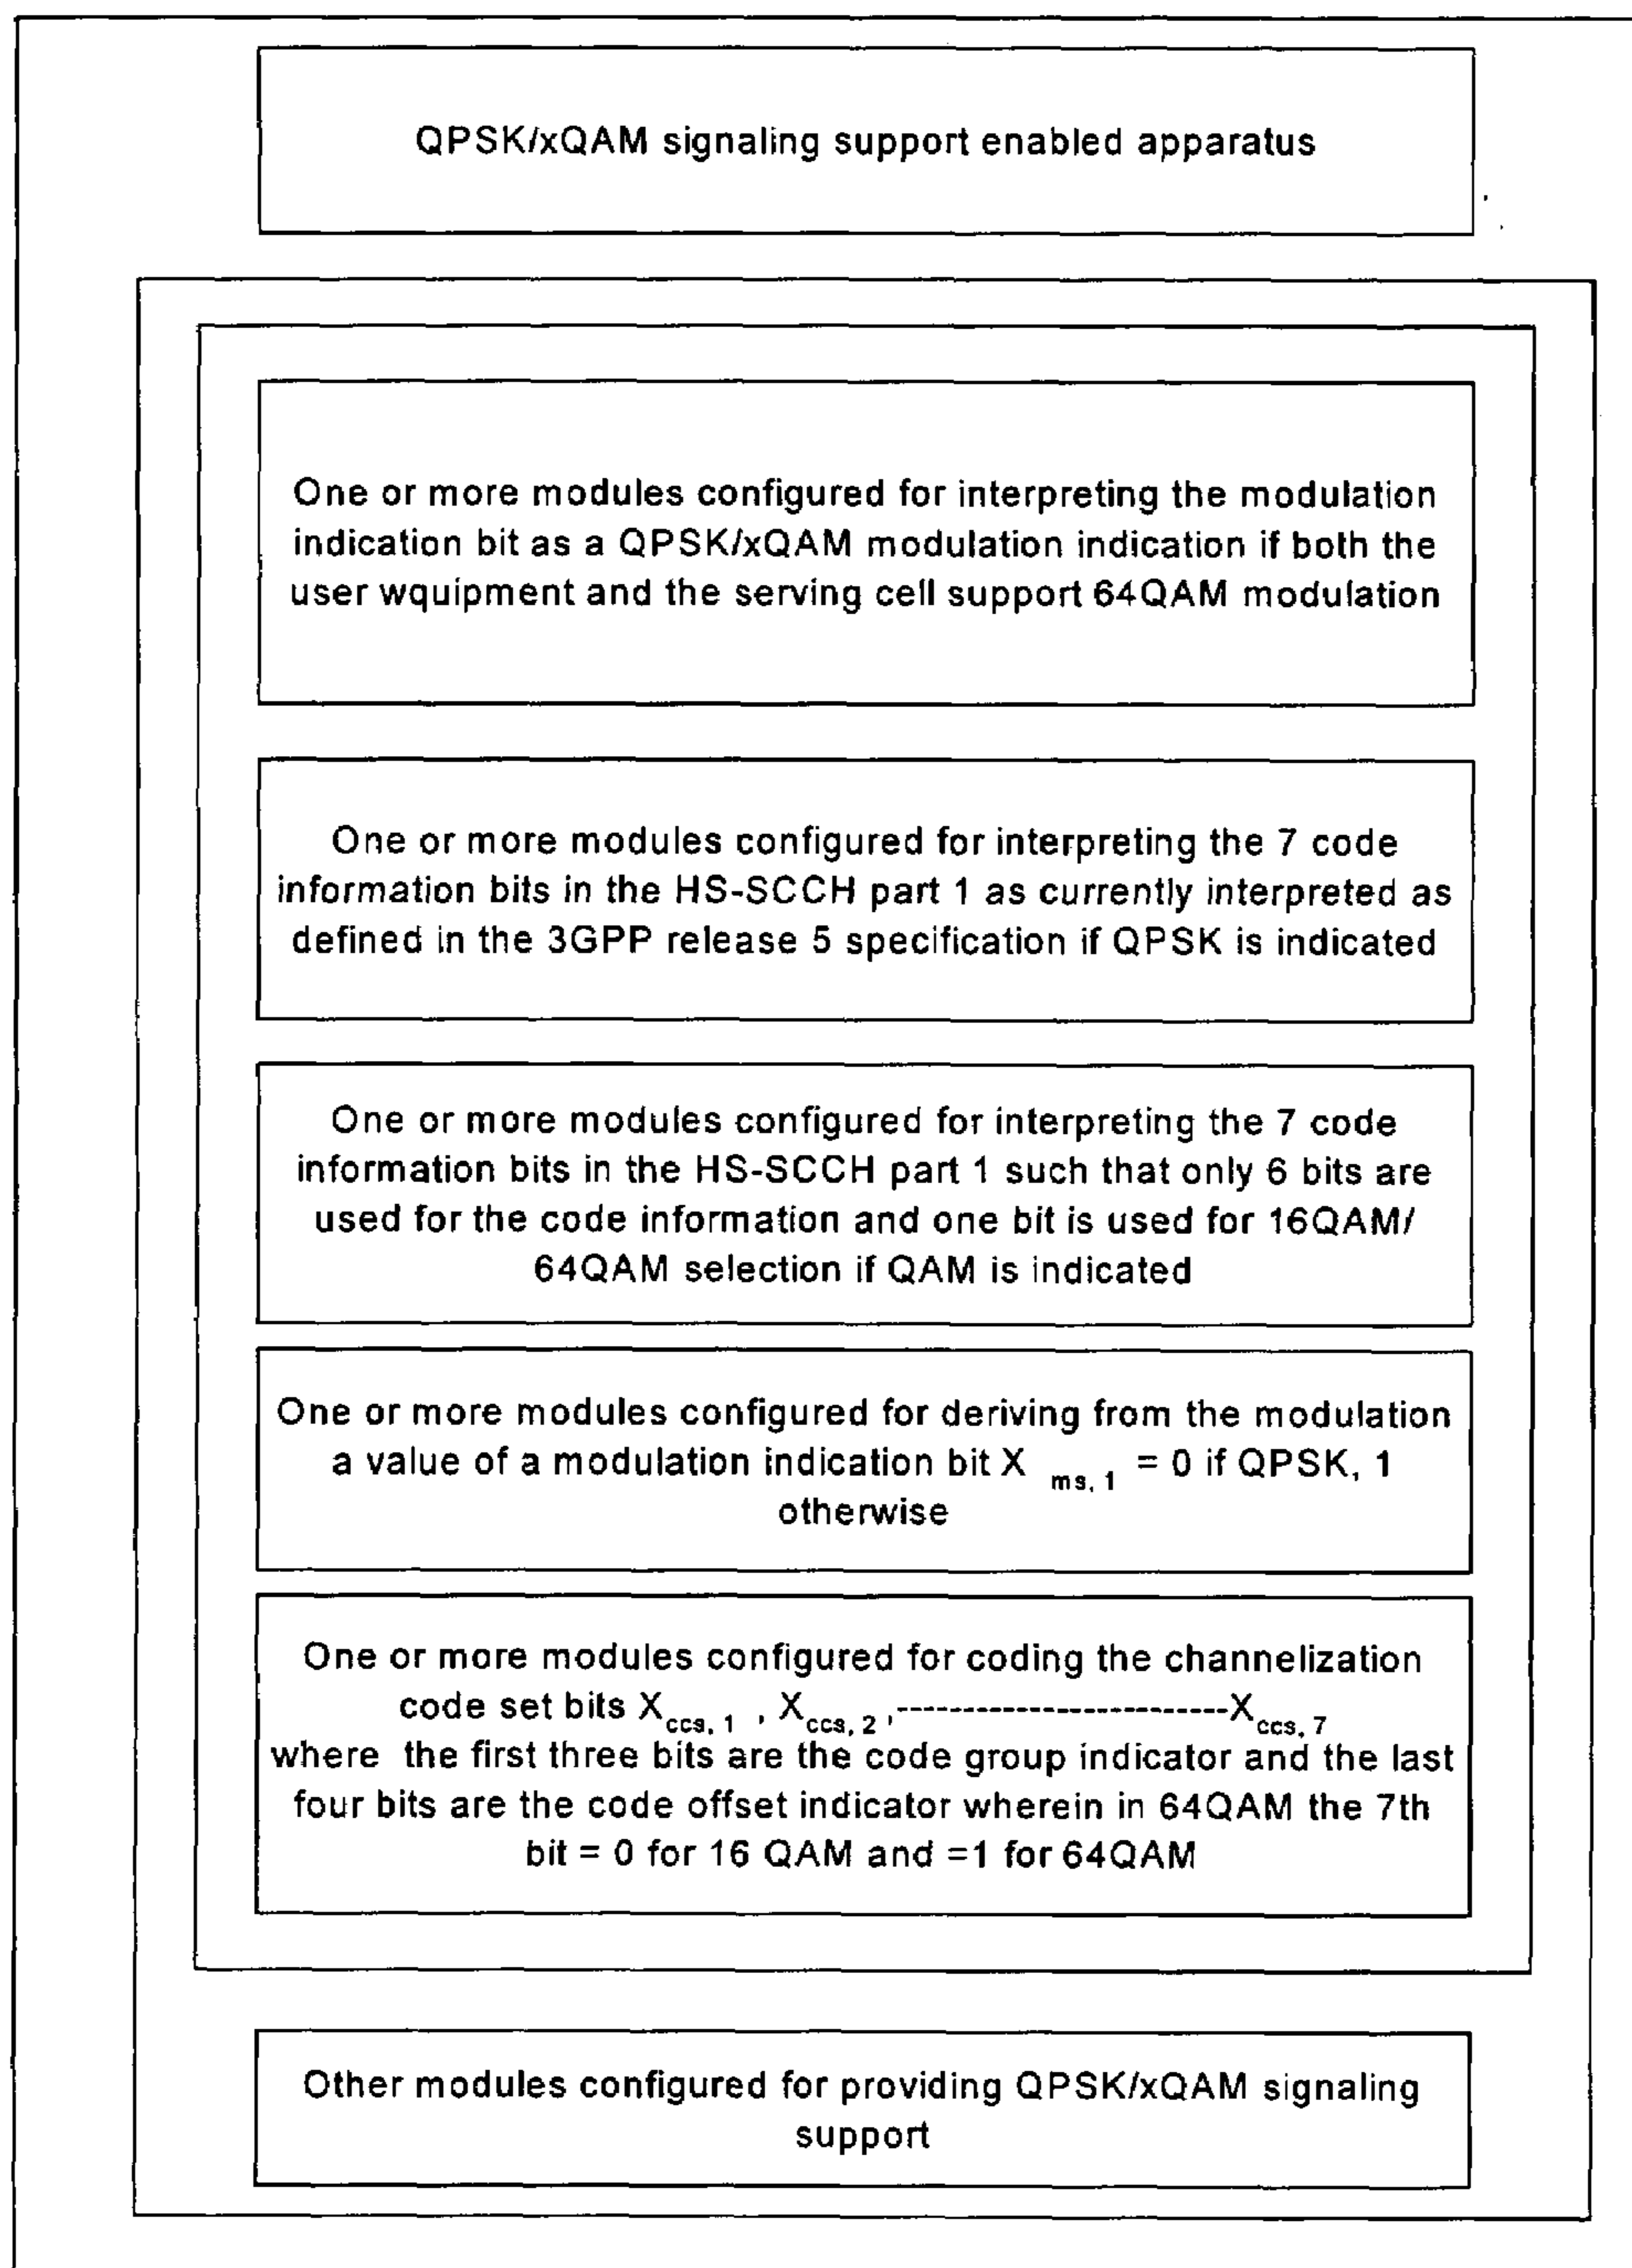 QPSK/xQAM signaling support enabled apparatus
One or more modules configured for interpreting the modulation
indication bit as a QPSK/xQAM modulation indication if both the
user wquipment and the serving cell support 64QAM modulation
One or more modules configured for interpreting the 7 code
information bits in the HS-SCCH part 1 as currently interpreted as
defined in the 3GPP release 5 specification if QPSK is indicated
One or more modules configured for interpreting the 7 code
information bits in the HS-SCCH part 1 such that only 6 bits are
used for the code information and one bit is used for 16QAM/
64QAM selection if QAM is indicated
One or more modules configured for deriving from the modulation
a value of a modulation indication bit X ms, 1 = 0 if QPSK, 1
otherwise
One or more modules configured for coding the channelization
code set bits Xccs, 1 , Xccs, 2 ,-------------------------Xccs, 7
where the first three bits are the code group indicator and the last
four bits are the code offset indicator wherein in 64QAM the 7th
bit = 0 for 16 QAM and =1 for 64QAM
Other modules configured for providing QPSK/xQAM signaling
support